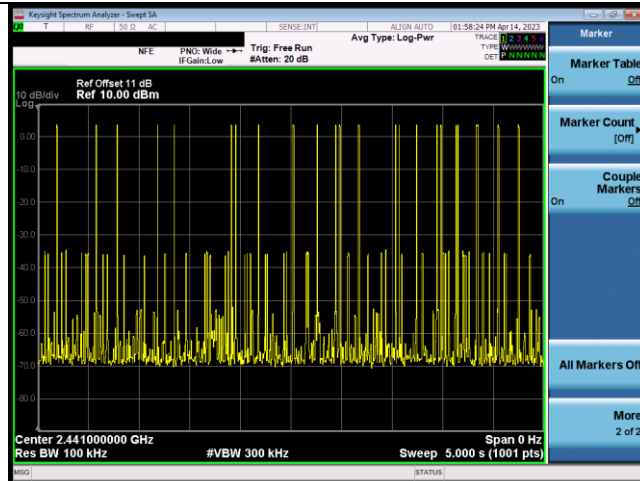 Keysight Spectrum Analyzer - Swept SA
T RF 50 Ω AC SENSE:INT ALIGN AUTO 01:58:24 PM Apr 14, 2023
Marker
Avg Type: Log-Pwr TRACE 1 2 3 4 5 6
TYPE WWWWWW
DET P N N N N N
NFE PNO: Wide Trig: Free Run
IFGain:Low #Atten: 20 dB
Ref Offset 11 dB
10 dB/div Ref 10.00 dBm
Log
0.00
-10.0
-20.0
-30.0
-40.0
-50.0
-60.0
-70.0
-80.0
Center 2.441000000 GHz Span 0 Hz
Res BW 100 kHz #VBW 300 kHz Sweep 5.000 s (1001 pts)
MSG STATUS
Marker Table
On Off
Marker Count
[Off]
Couple
Markers
On Off
All Markers Off
More
2 of 2